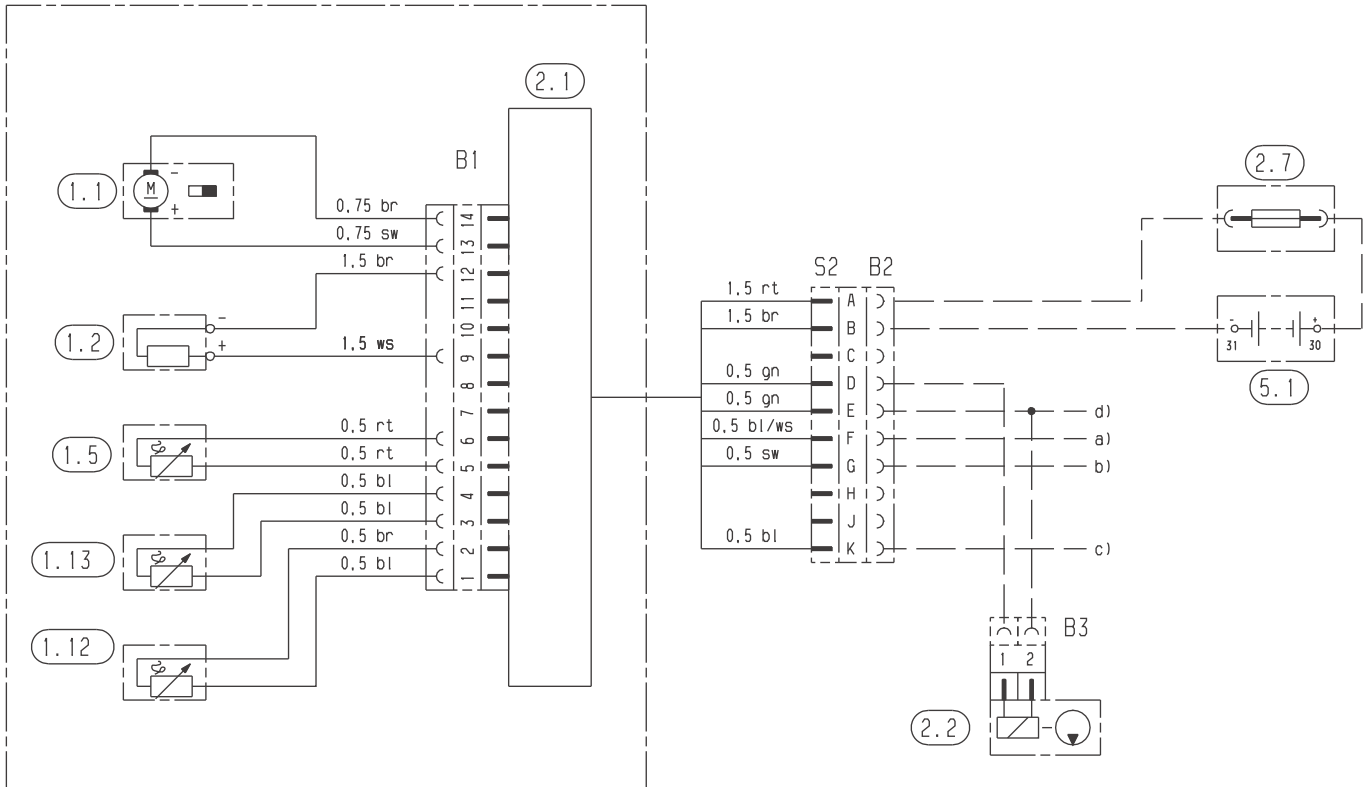 2.1
B1
1.1
M
-
+
0,75 br
0,75 sw
1,5 br
14
13
12
11
10
9
8
7
6
5
4
3
2
1
1.2
-
+
1,5 ws
1.5
0,5 rt
0,5 rt
0,5 bl
1.13
0,5 bl
0,5 br
0,5 bl
1.12
S2 B2
1,5 rt
A
1,5 br
B
C
0,5 gn
D
0,5 gn
E
d)
0,5 bl/ws
F
a)
0,5 sw
G
b)
H
J
0,5 bl
K
c)
2.7
-
+
31
30
5.1
B3
1 2
2.2